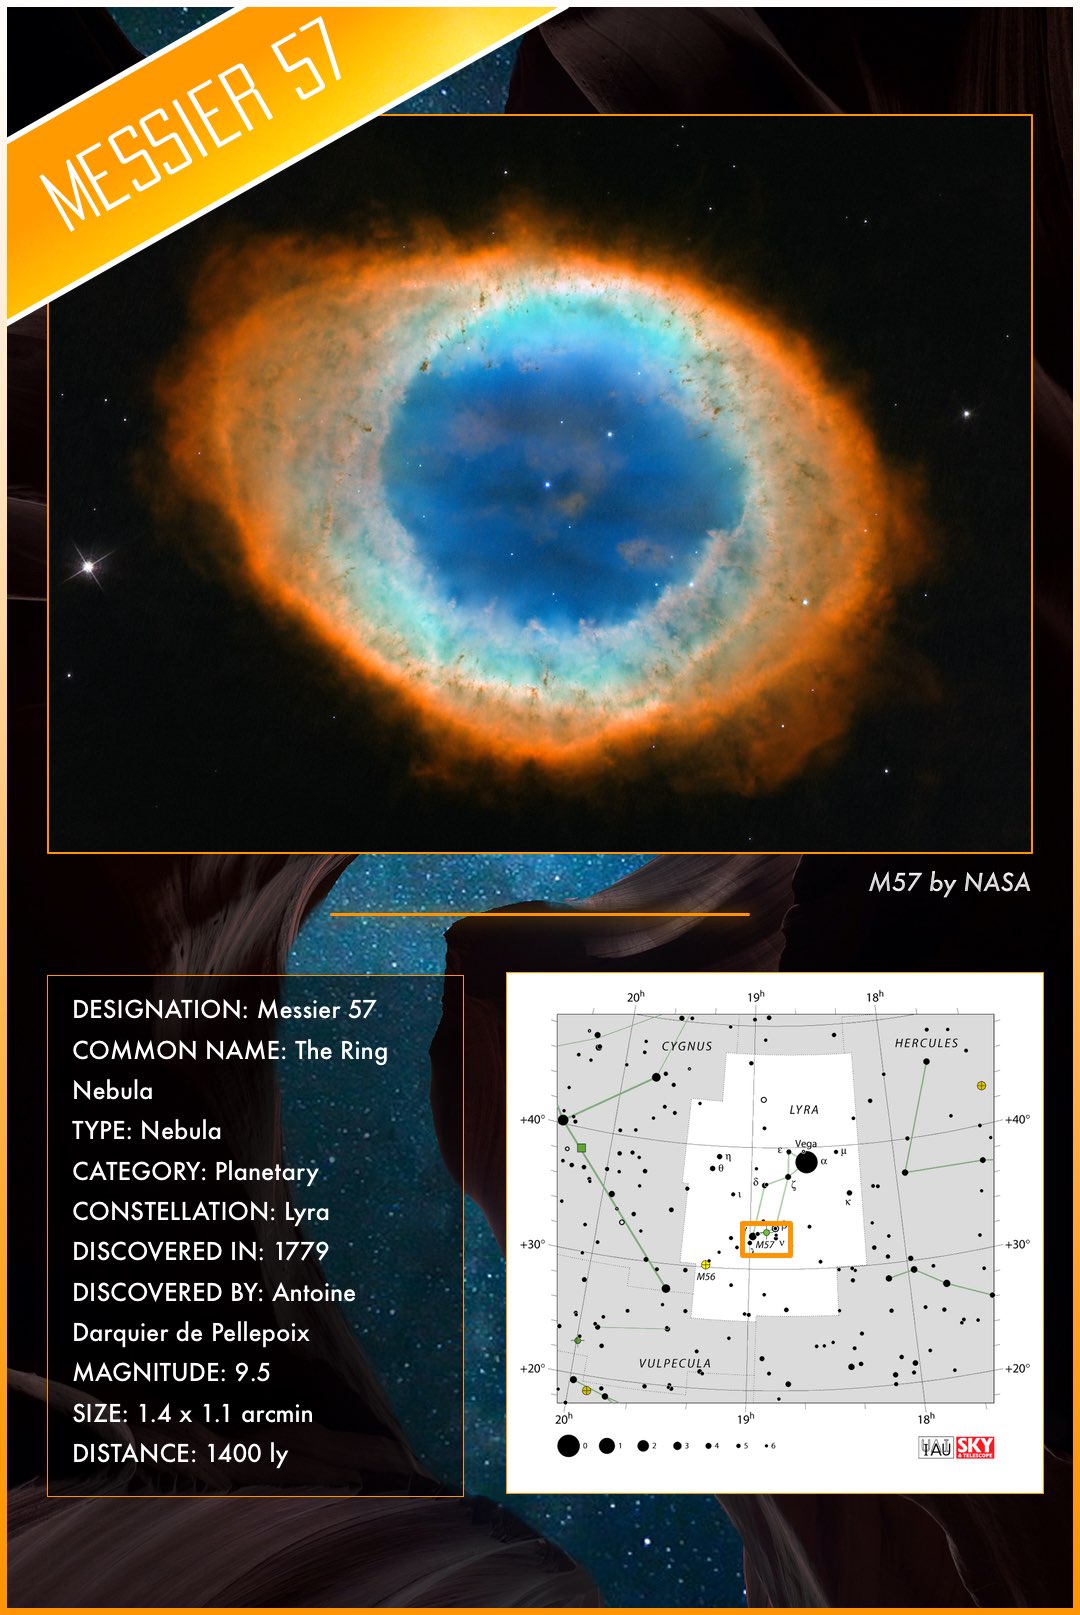 MESSIER 57
M57 by NASA
DESIGNATION: Messier 57
COMMON NAME: The Ring
Nebula
TYPE: Nebula
CATEGORY: Planetary
CONSTELLATION: Lyra
DISCOVERED IN: 1779
DISCOVERED BY: Antoine
Darquier de Pellepoix
MAGNITUDE: 9.5
SIZE: 1.4 x 1.1 arcmin
DISTANCE: 1400 ly
20h 19h 18h
CYGNUS
HERCULES
LYRA
+40° +40°
Vega
ε α μ
η
θ
δ ζ
ι κ
ν
M57
+30° +30°
M56
VULPECULA
+20° +20°
20h 19h 18h
0 1 2 3 4 5 6
IAU
SKY
& TELESCOPE